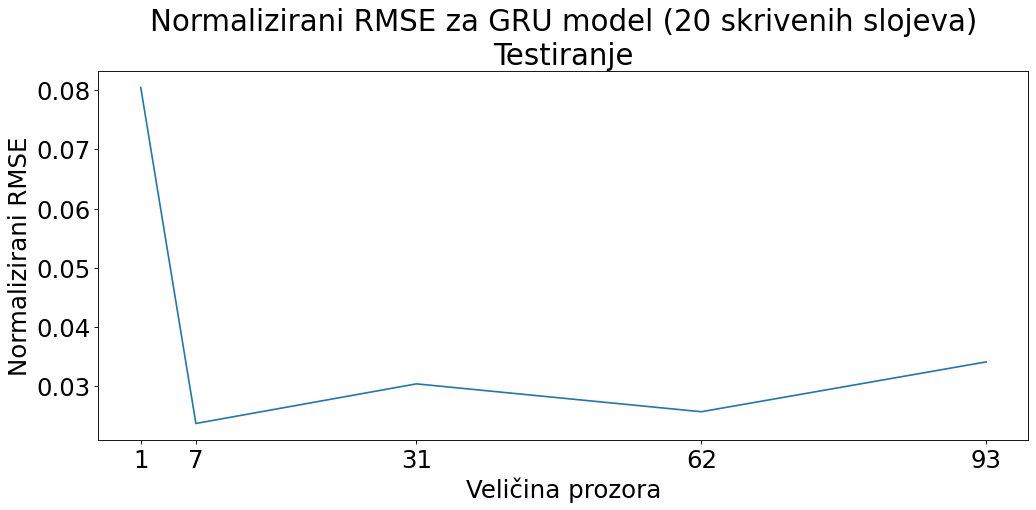 Normalizirani RMSE za GRU model (20 skrivenih slojeva)
Testiranje
Normalizirani RMSE
0.08
0.07
0.06
0.05
0.04
0.03
1 7 31 62 93
Veličina prozora